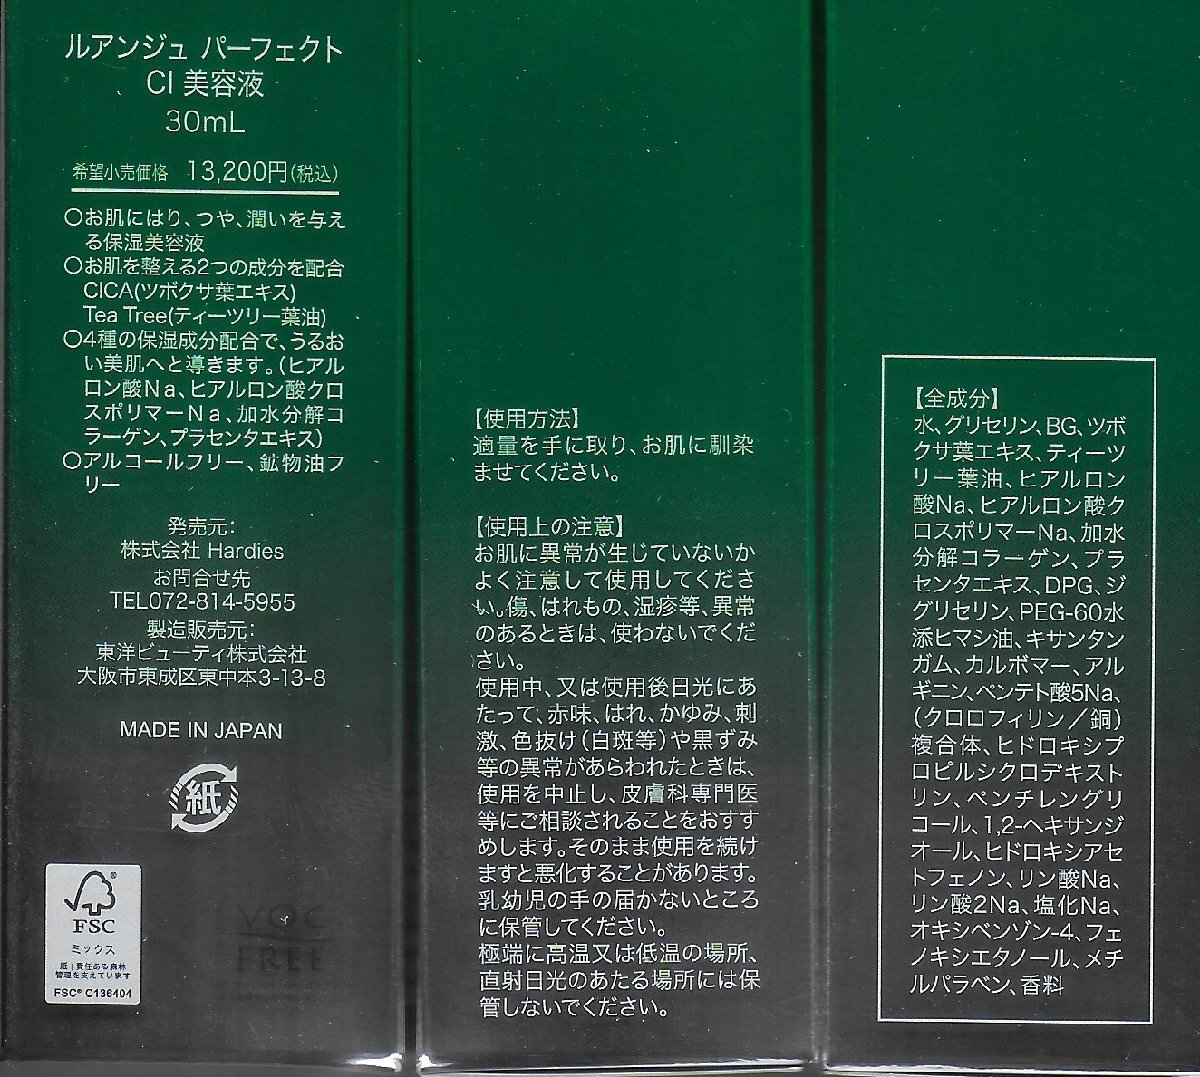 ルアンジュ パーフェクト
CI 美容液
30mL
希望小売価格 13,200円(税込)
○お肌にはり、つや、潤いを与え
る保湿美容液
○お肌を整える2つの成分を配合
CICA(ツボクサ葉エキス)
Tea Tree(ティーツリー葉油)
○4種の保湿成分配合で、うるお
い美肌へと導きます。(ヒアル
ロン酸Na、ヒアルロン酸クロ
スポリマーNa、加水分解コ
ラーゲン、プラセンタエキス)
○アルコールフリー、鉱物油フ
リー
発売元:
株式会社 Hardies
お問合せ先
TEL072-814-5955
製造販売元:
東洋ビューティ株式会社
大阪市東成区東中本3-13-8
MADE IN JAPAN
紙
FSC
ミックス
紙|責任ある森林
管理を支えています
FSC® C136404
VOC
FREE
【使用方法】
適量を手に取り、お肌に馴染
ませてください。
【使用上の注意】
お肌に異常が生じていないか
よく注意して使用してくださ
い。傷、はれもの、湿疹等、異常
のあるときは、使わないでくだ
さい。
使用中、又は使用後日光にあ
たって、赤味、はれ、かゆみ、刺
激、色抜け(白斑等)や黒ずみ
等の異常があらわれたときは、
使用を中止し、皮膚科専門医
等にご相談されることをおすす
めします。そのまま使用を続け
ますと悪化することがあります。
乳幼児の手の届かないところ
に保管してください。
極端に高温又は低温の場所、
直射日光のあたる場所には保
管しないでください。
【全成分】
水、グリセリン、BG、ツボ
クサ葉エキス、ティーツ
リー葉油、ヒアルロン
酸Na、ヒアルロン酸ク
ロスポリマーNa、加水
分解コラーゲン、プラ
センタエキス、DPG、ジ
グリセリン、PEG-60水
添ヒマシ油、キサンタン
ガム、カルボマー、アル
ギニン、ペンテト酸5Na、
(クロロフィリン/銅)
複合体、ヒドロキシプ
ロピルシクロデキスト
リン、ペンチレングリ
コール、1,2-ヘキサンジ
オール、ヒドロキシアセ
トフェノン、リン酸Na、
リン酸2Na、塩化Na、
オキシベンゾン-4、フェ
ノキシエタノール、メチ
ルパラベン、香料